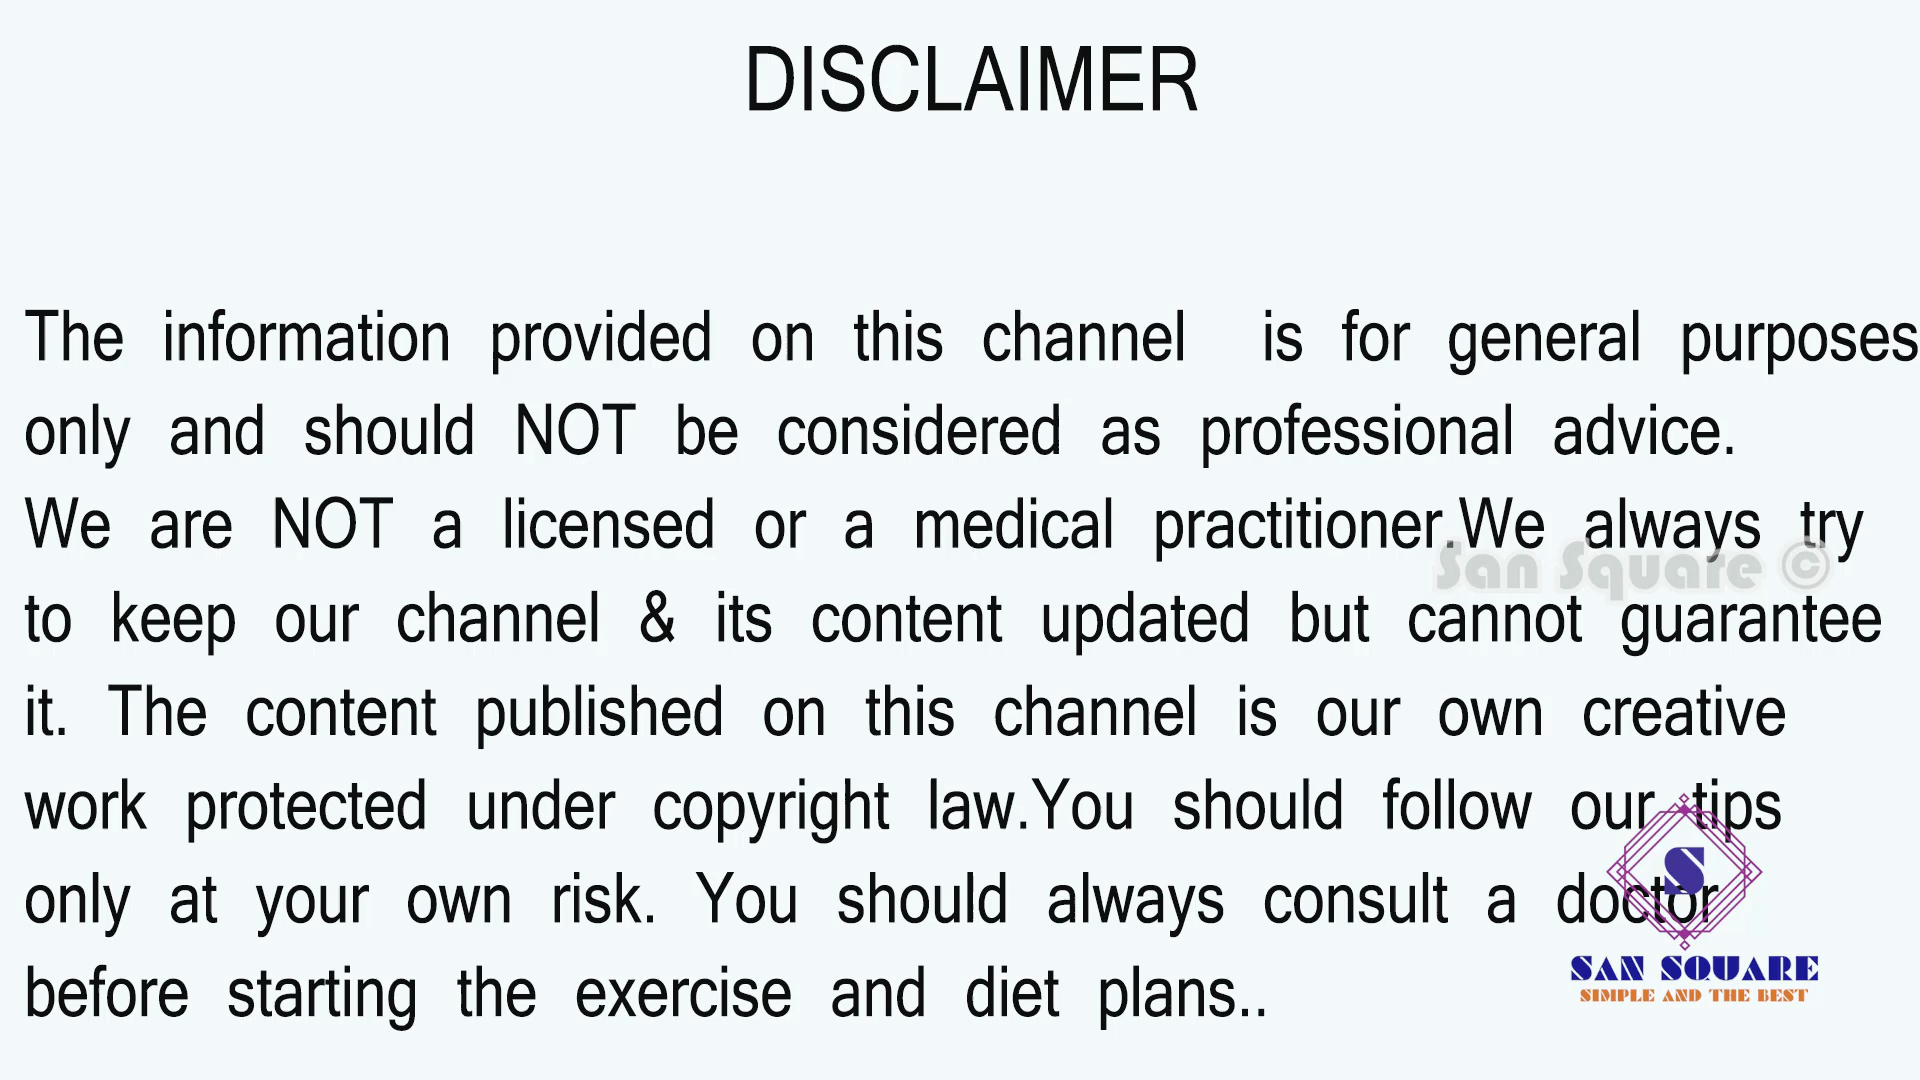 DISCLAIMER
The information provided on this channel is for general purposes
only and should NOT be considered as professional advice.
We are NOT a licensed or a medical practitioner.We always try
San Square ©
to keep our channel & its content updated but cannot guarantee
it. The content published on this channel is our own creative
work protected under copyright law.You should follow our tips
only at your own risk. You should always consult a doctor
S
SAN SQUARE
SIMPLE AND THE BEST
before starting the exercise and diet plans..